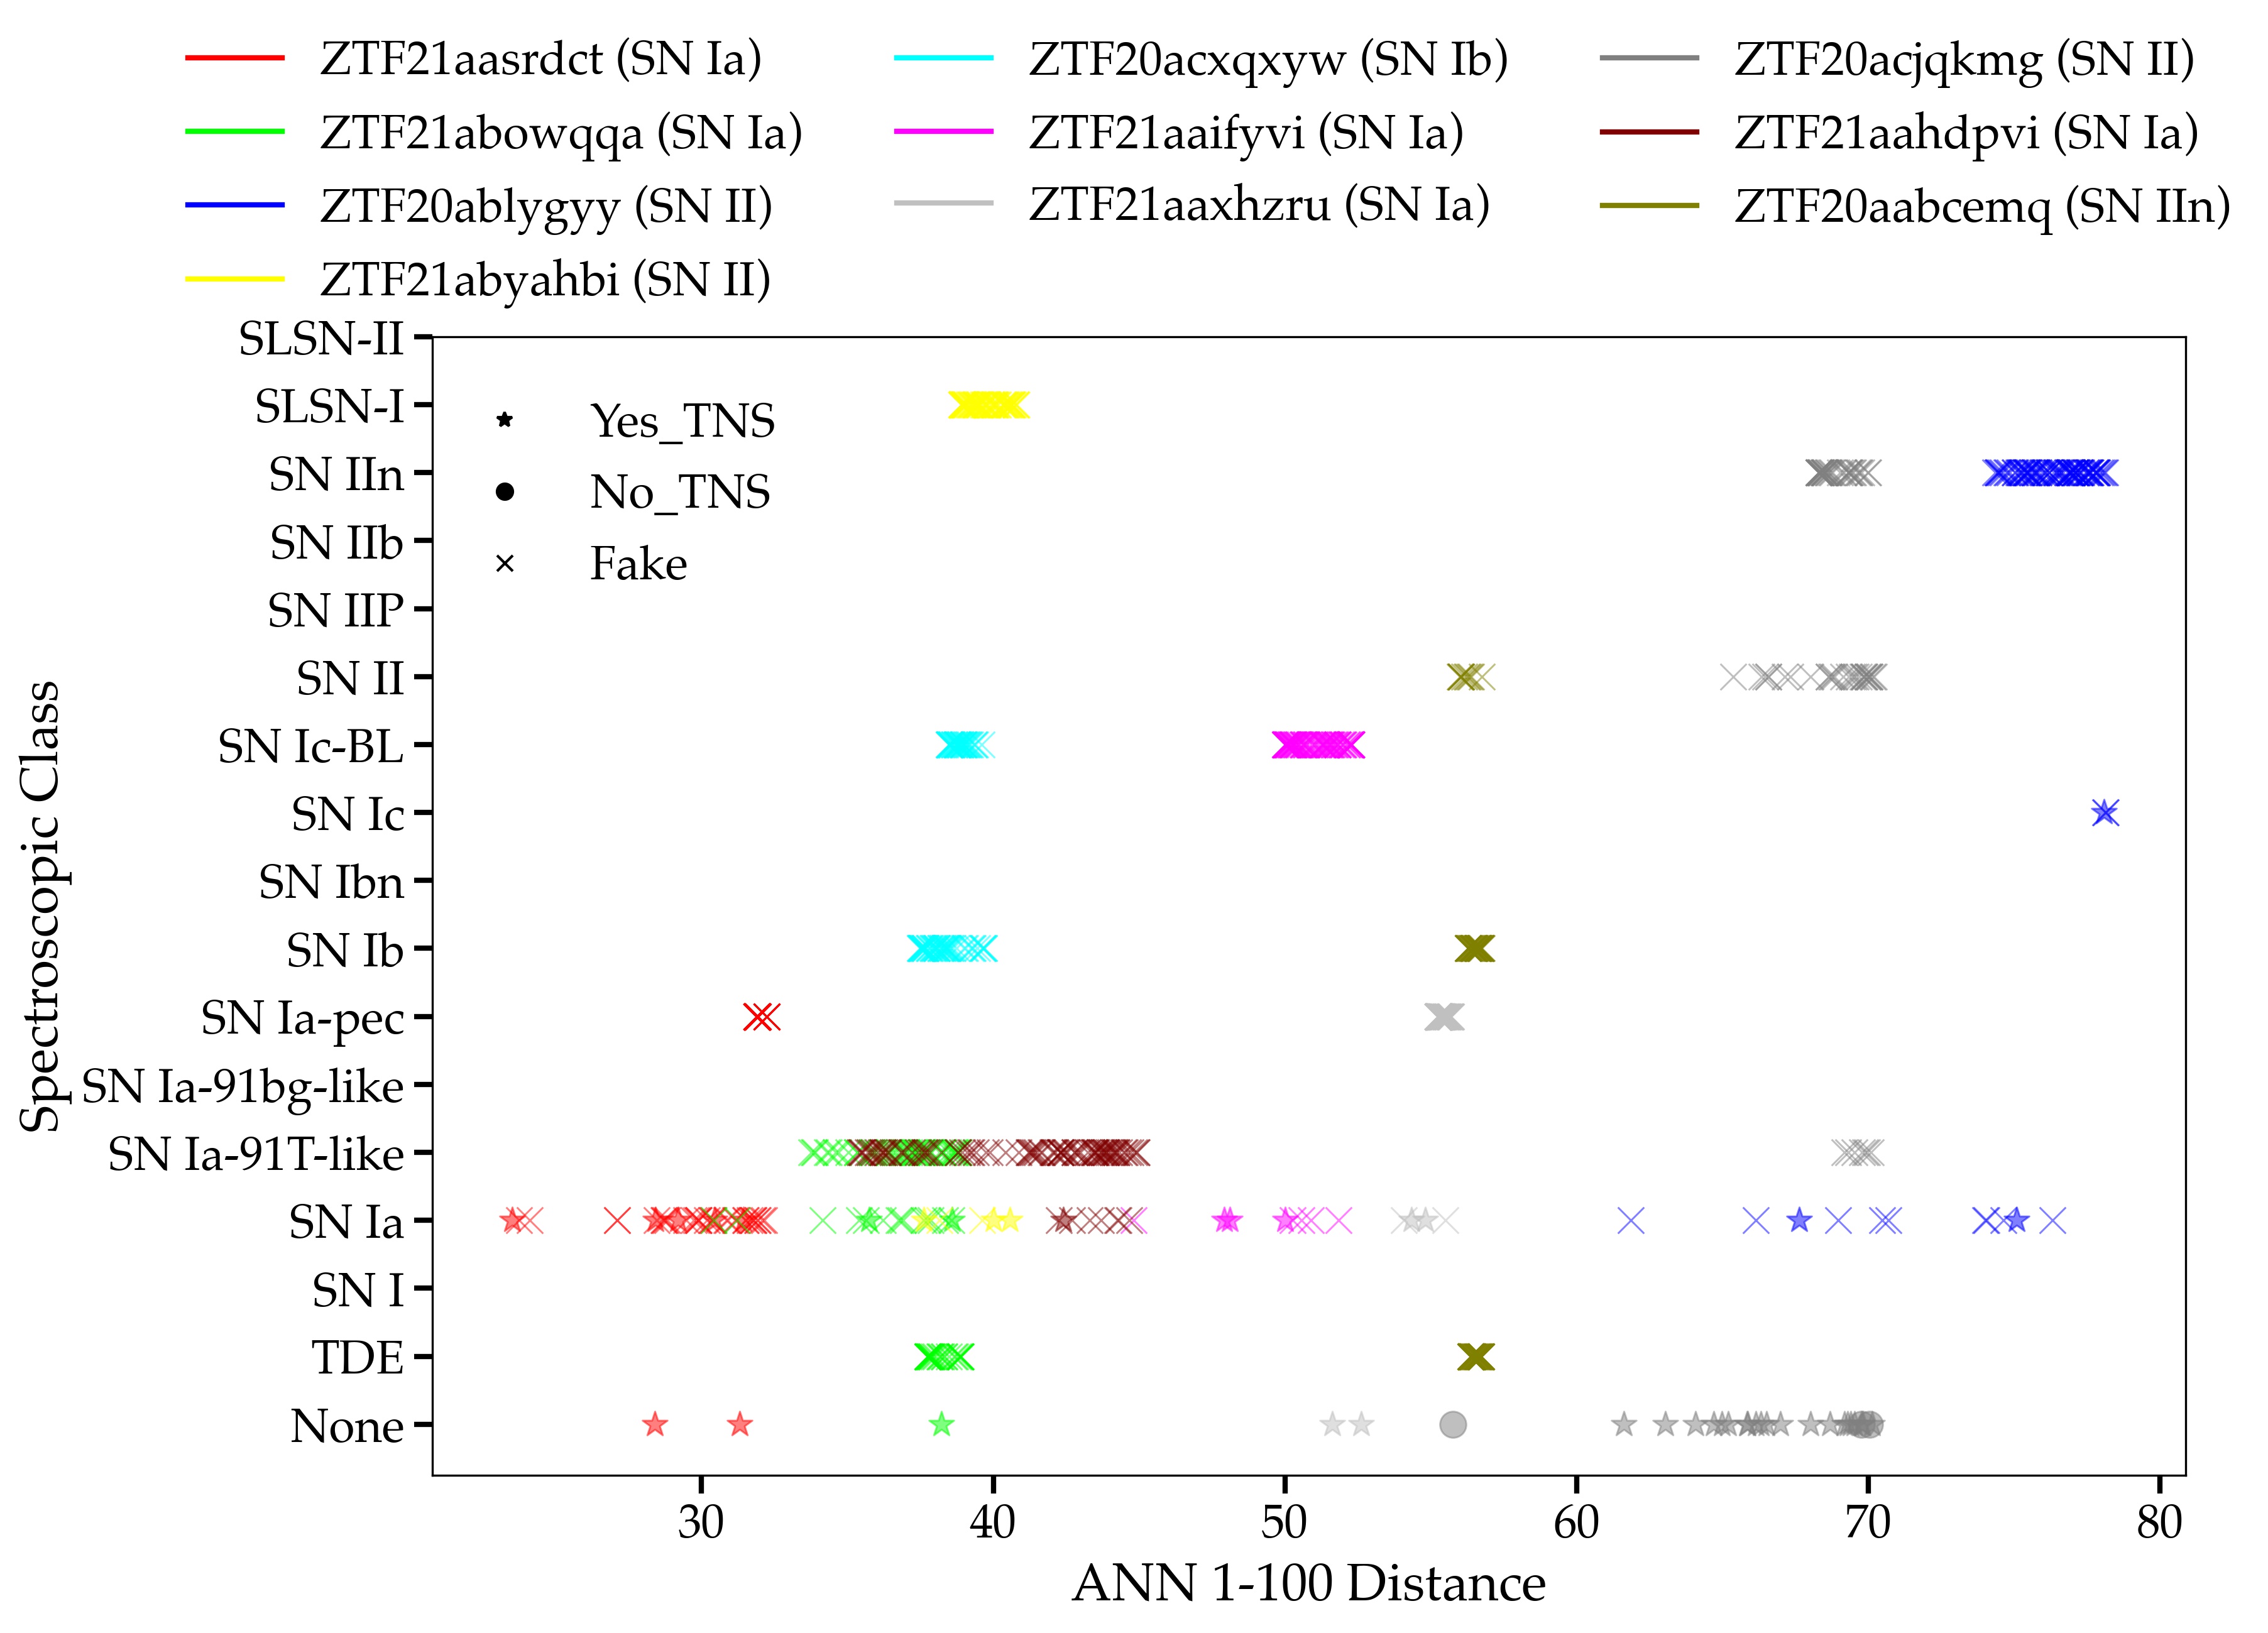 ZTF21aasrdct (SN Ia)
ZTF21abowqqa (SN Ia)
ZTF20ablygyy (SN II)
ZTF21abyahbi (SN II)
ZTF20acxqxyw (SN Ib)
ZTF21aaifyvi (SN Ia)
ZTF21aaxhzru (SN Ia)
ZTF20acjqkmg (SN II)
ZTF21aahdpvi (SN Ia)
ZTF20aabcemq (SN IIn)
Yes_TNS
No_TNS
Fake
Spectroscopic Class
SLSN-II
SLSN-I
SN IIn
SN IIb
SN IIP
SN II
SN Ic-BL
SN Ic
SN Ibn
SN Ib
SN Ia-pec
SN Ia-91bg-like
SN Ia-91T-like
SN Ia
SN I
TDE
None
30 40 50 60 70 80
ANN 1-100 Distance